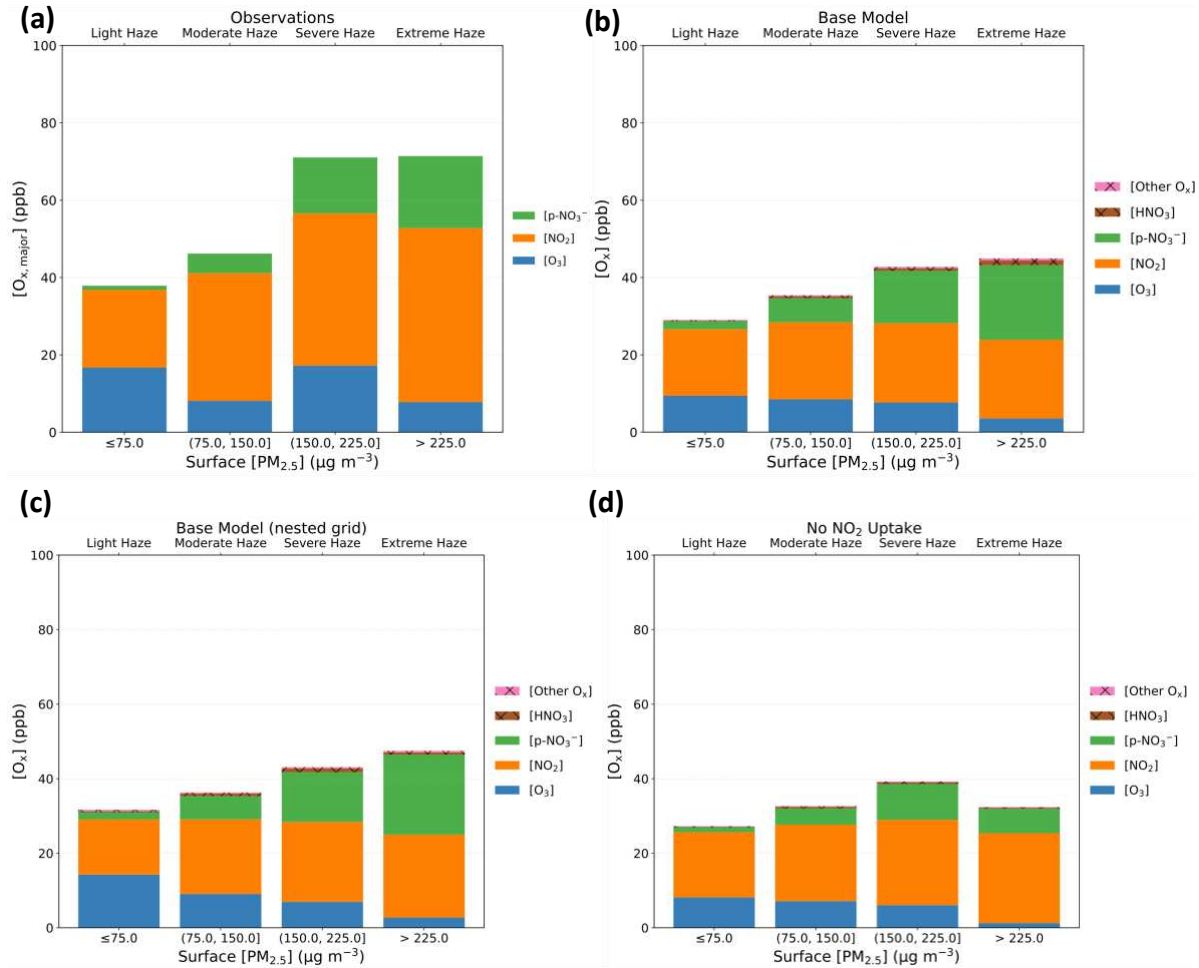 (a)
Observations
Light Haze Moderate Haze Severe Haze Extreme Haze
100
80
60
40
20
0
[Oₓ, major] (ppb)
[p-NO₃⁻]
[NO₂]
[O₃]
≤75.0 (75.0, 150.0] (150.0, 225.0] > 225.0
Surface [PM₂.₅] (μg m⁻³)
(b)
Base Model
Light Haze Moderate Haze Severe Haze Extreme Haze
100
80
60
40
20
0
[Oₓ] (ppb)
[Other Oₓ]
[HNO₃]
[p-NO₃⁻]
[NO₂]
[O₃]
≤75.0 (75.0, 150.0] (150.0, 225.0] > 225.0
Surface [PM₂.₅] (μg m⁻³)
(c)
Base Model (nested grid)
Light Haze Moderate Haze Severe Haze Extreme Haze
100
80
60
40
20
0
[Oₓ] (ppb)
[Other Oₓ]
[HNO₃]
[p-NO₃⁻]
[NO₂]
[O₃]
≤75.0 (75.0, 150.0] (150.0, 225.0] > 225.0
Surface [PM₂.₅] (μg m⁻³)
(d)
No NO₂ Uptake
Light Haze Moderate Haze Severe Haze Extreme Haze
100
80
60
40
20
0
[Oₓ] (ppb)
[Other Oₓ]
[HNO₃]
[p-NO₃⁻]
[NO₂]
[O₃]
≤75.0 (75.0, 150.0] (150.0, 225.0] > 225.0
Surface [PM₂.₅] (μg m⁻³)